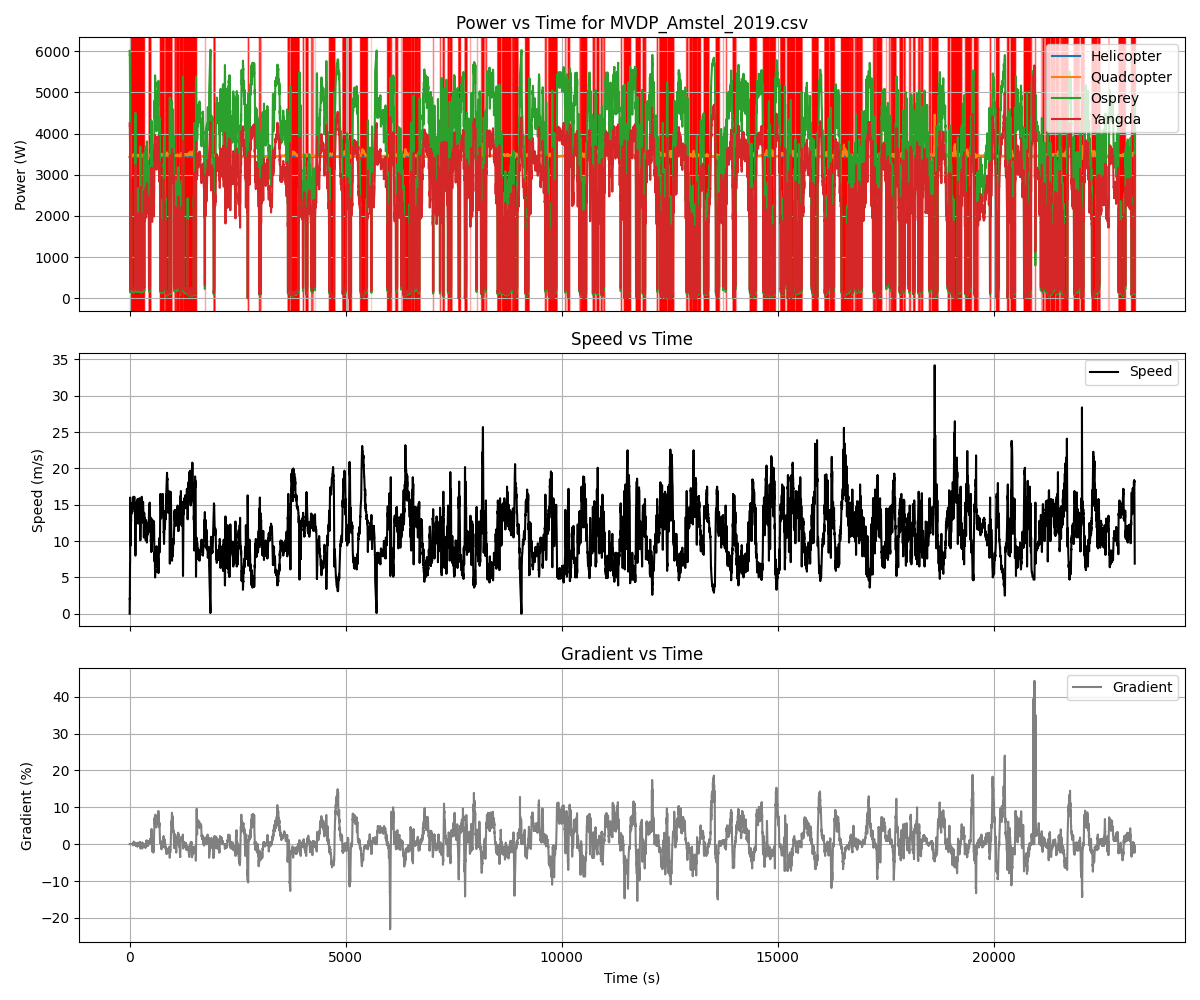 Power vs Time for MVDP_Amstel_2019.csv
6000
5000
4000
3000
2000
1000
0
Power (W)
Helicopter
Quadcopter
Osprey
Yangda
Speed vs Time
35
30
25
20
15
10
5
0
Speed (m/s)
Speed
Gradient vs Time
40
30
20
10
0
−10
−20
Gradient (%)
Gradient
0 5000 10000 15000 20000
Time (s)